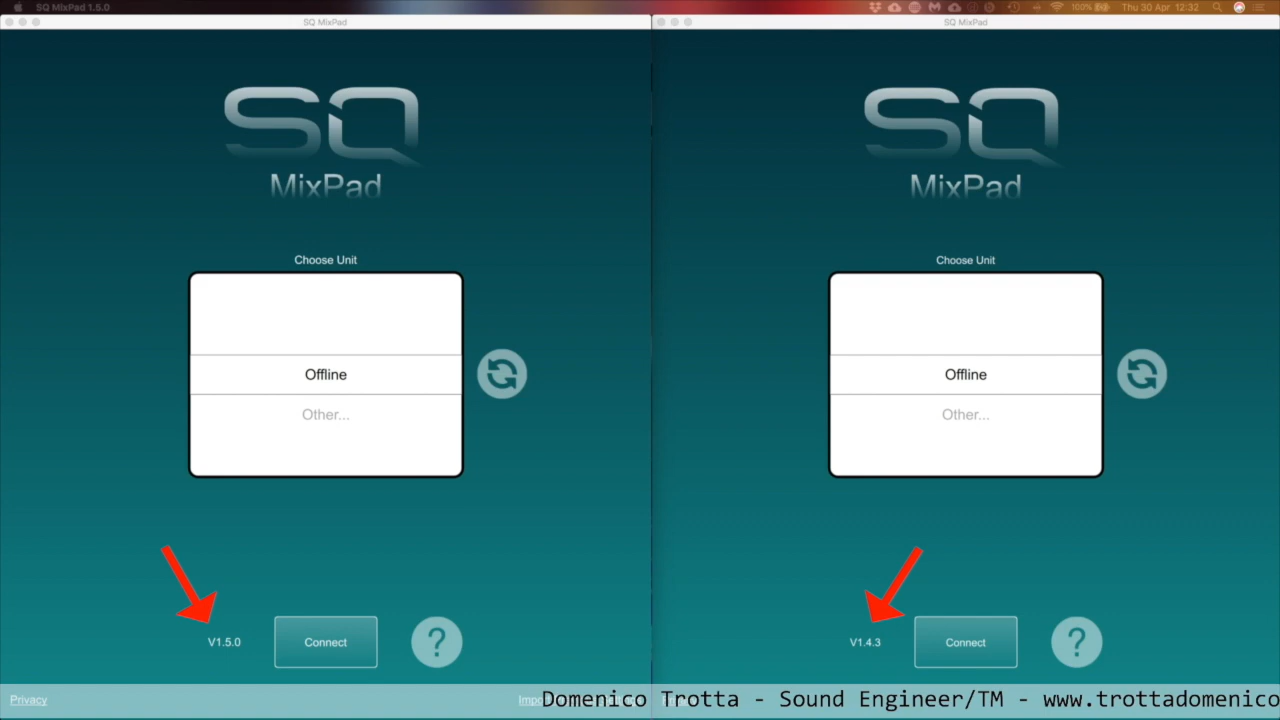 SQ MixPad 1.5.0
100%
Thu 30 Apr 12:32
SQ MixPad
SQ
MixPad
Choose Unit
Offline
Other...
V1.5.0
Connect
?
Privacy
SQ MixPad
SQ
MixPad
Choose Unit
Offline
Other...
V1.4.3
Connect
?
Domenico Trotta - Sound Engineer/TM - www.trottadomenico